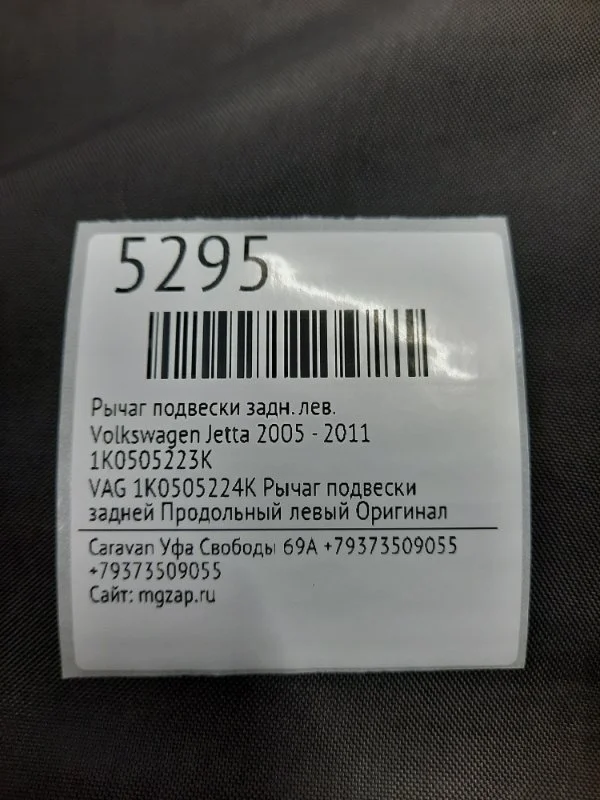 5295
Рычаг подвески задн. лев.
Volkswagen Jetta 2005 - 2011
1K0505223K
VAG 1K0505224K Рычаг подвески
задней Продольный левый Оригинал
Caravan Уфа Свободы 69А +79373509055
+79373509055
Сайт: mgzap.ru